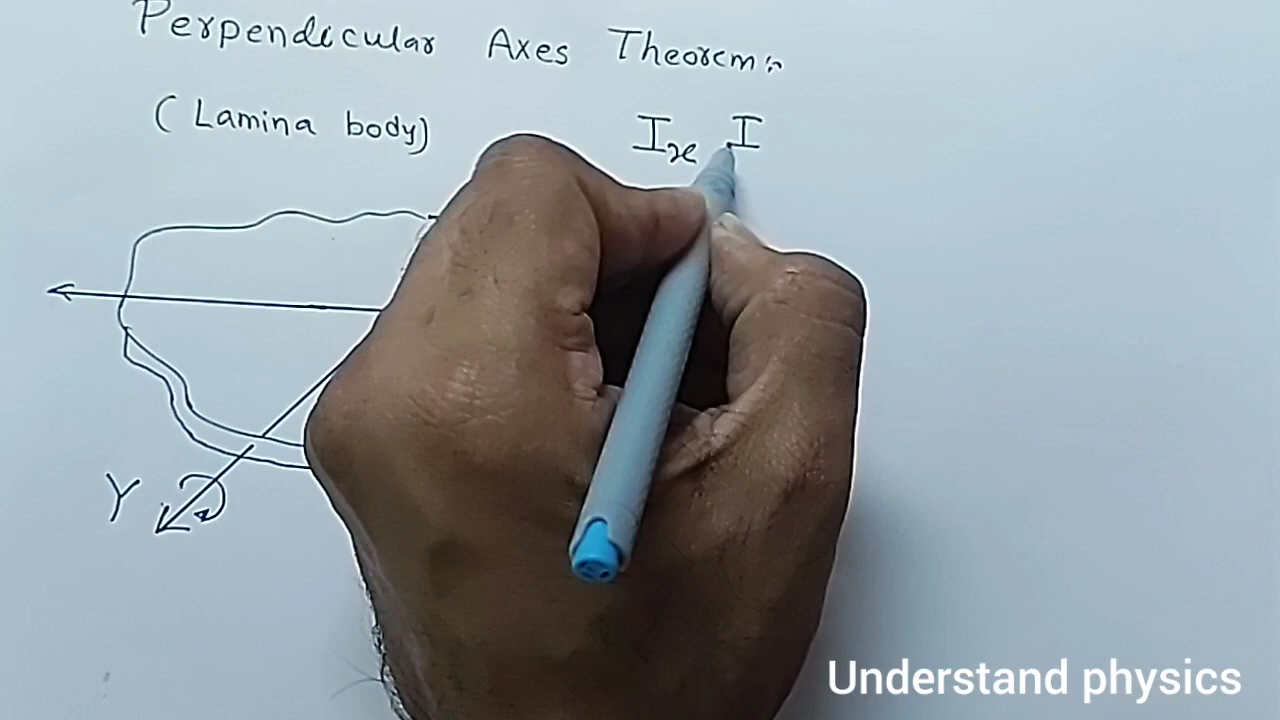 Perpendicular Axes Theorem:
(Lamina body)
Ix I
Y
Understand physics